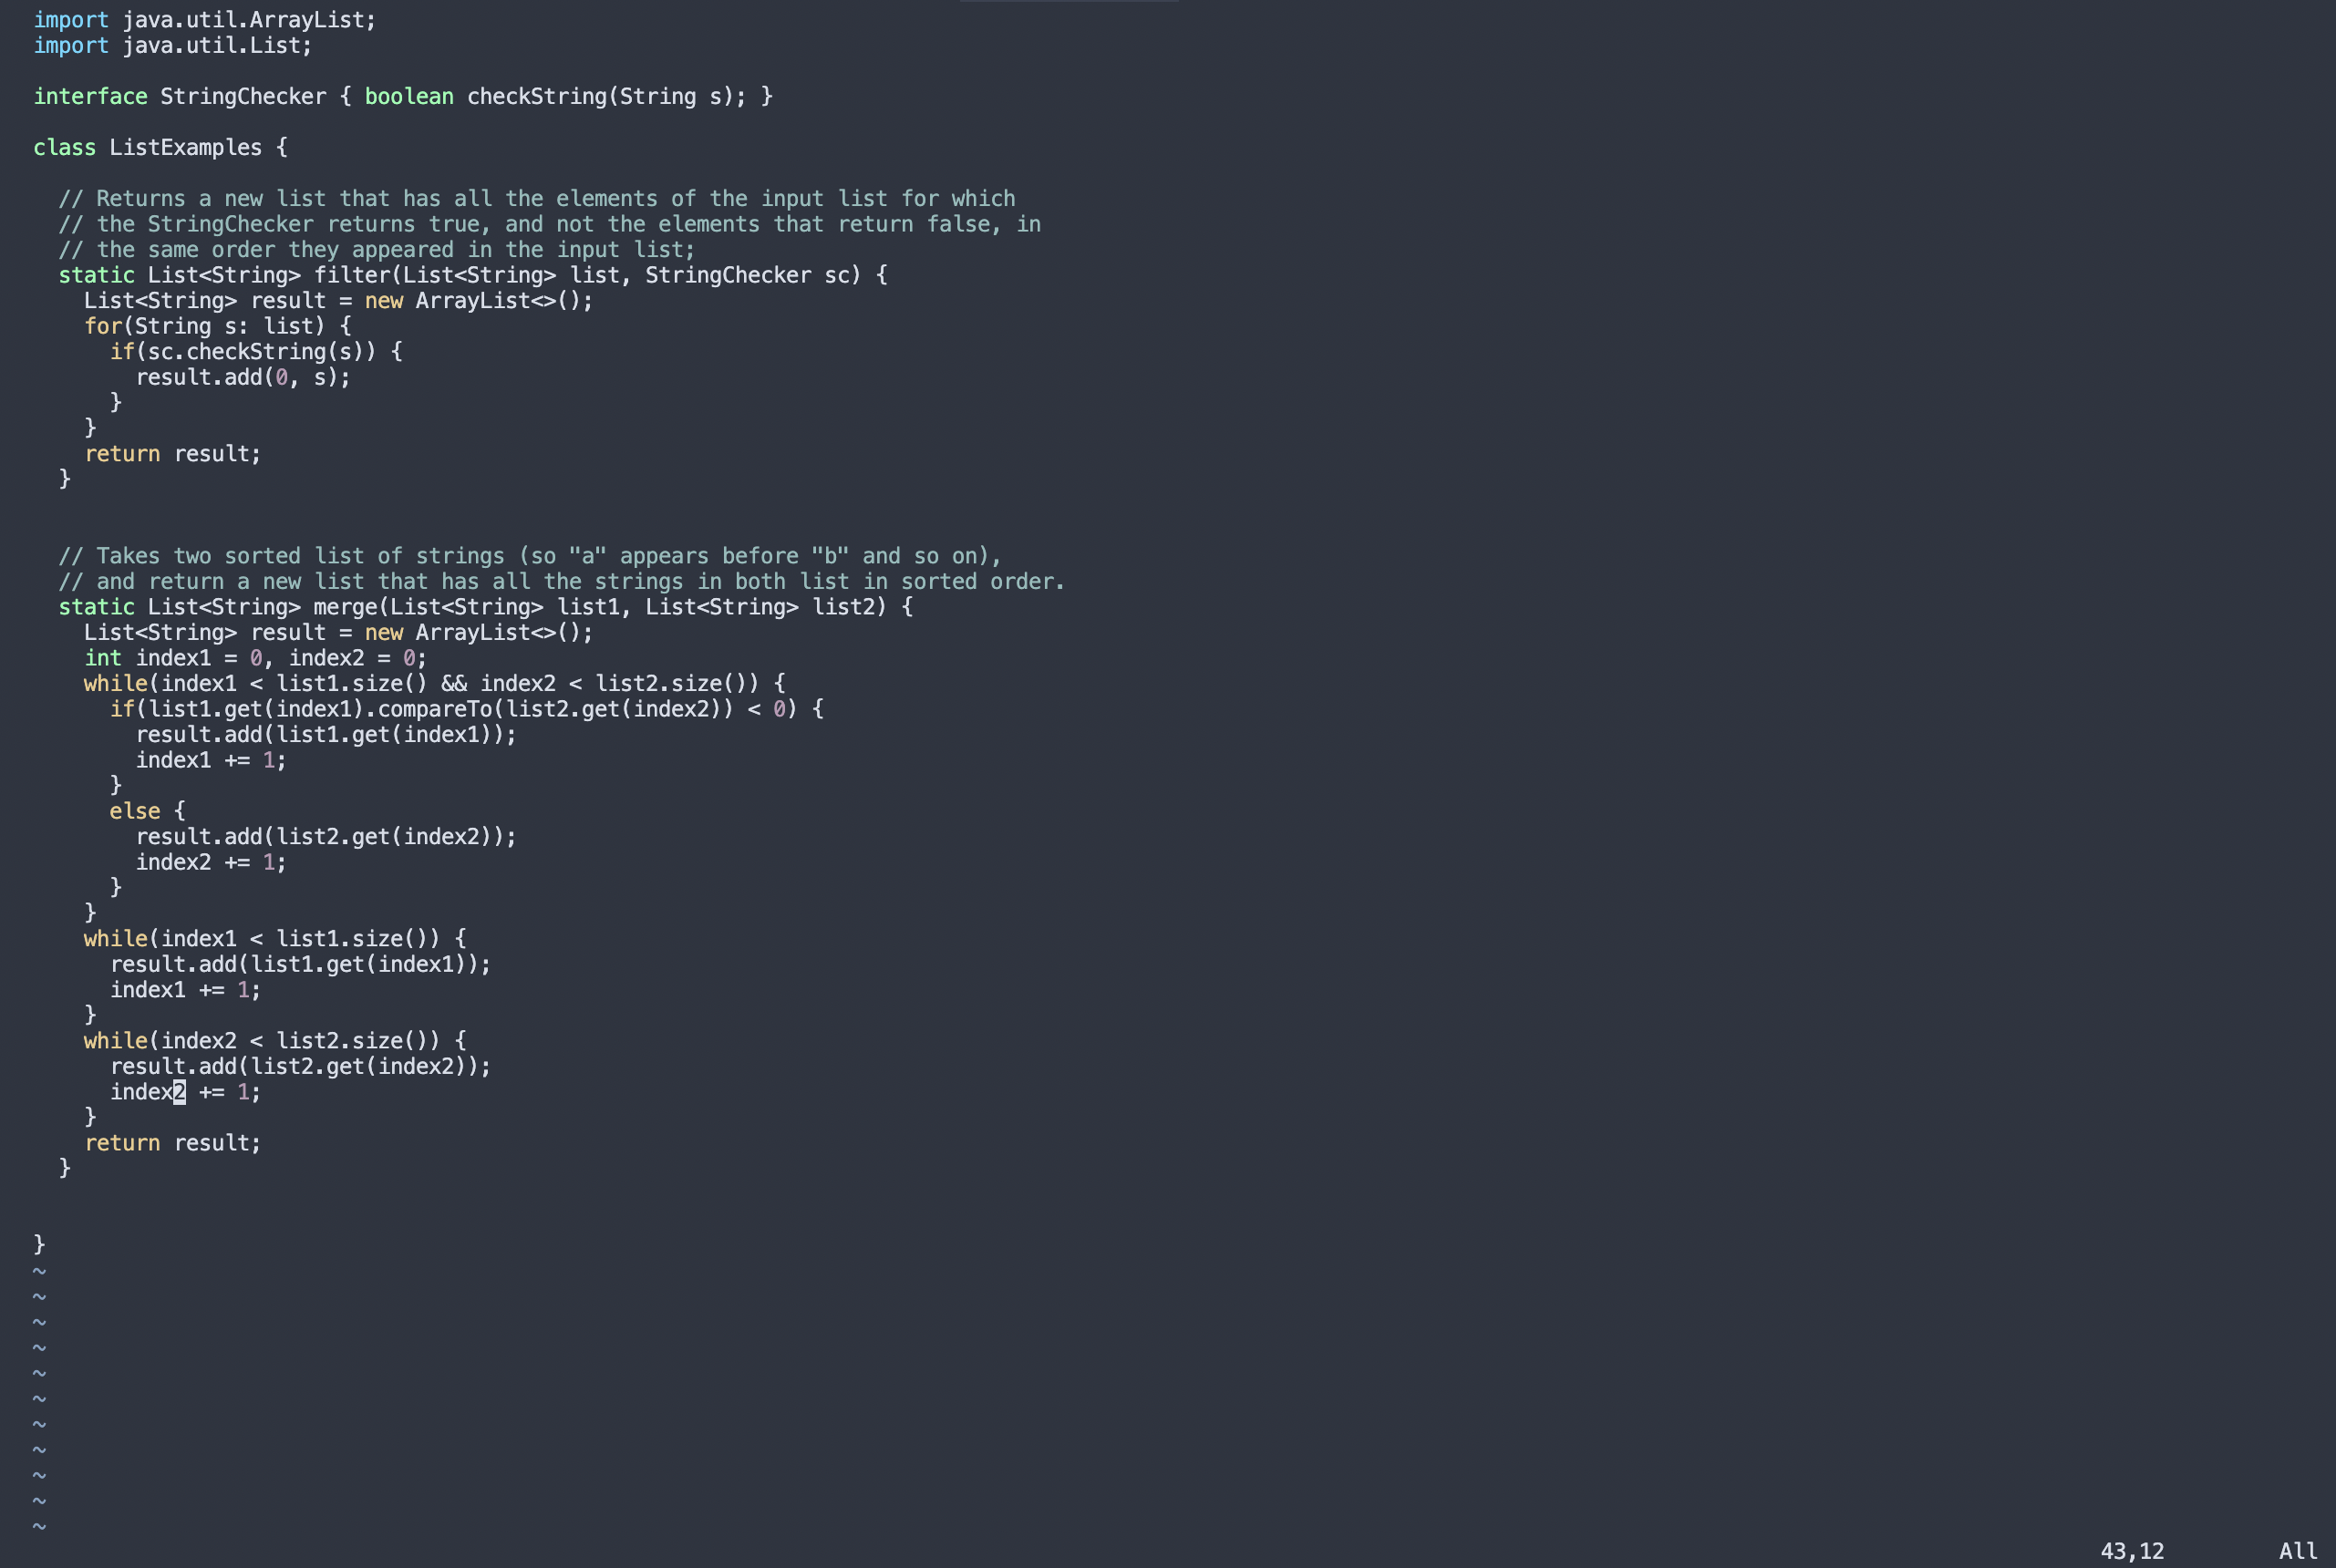 import java.util.ArrayList;
import java.util.List;

interface StringChecker { boolean checkString(String s); }

class ListExamples {

  // Returns a new list that has all the elements of the input list for which
  // the StringChecker returns true, and not the elements that return false, in
  // the same order they appeared in the input list;
  static List<String> filter(List<String> list, StringChecker sc) {
    List<String> result = new ArrayList<>();
    for(String s: list) {
      if(sc.checkString(s)) {
        result.add(0, s);
      }
    }
    return result;
  }


  // Takes two sorted list of strings (so "a" appears before "b" and so on),
  // and return a new list that has all the strings in both list in sorted order.
  static List<String> merge(List<String> list1, List<String> list2) {
    List<String> result = new ArrayList<>();
    int index1 = 0, index2 = 0;
    while(index1 < list1.size() && index2 < list2.size()) {
      if(list1.get(index1).compareTo(list2.get(index2)) < 0) {
        result.add(list1.get(index1));
        index1 += 1;
      }
      else {
        result.add(list2.get(index2));
        index2 += 1;
      }
    }
    while(index1 < list1.size()) {
      result.add(list1.get(index1));
      index1 += 1;
    }
    while(index2 < list2.size()) {
      result.add(list2.get(index2));
      index2 += 1;
    }
    return result;
  }


}
~
~
~
~
~
~
~
~
~
~
~
43,12 All